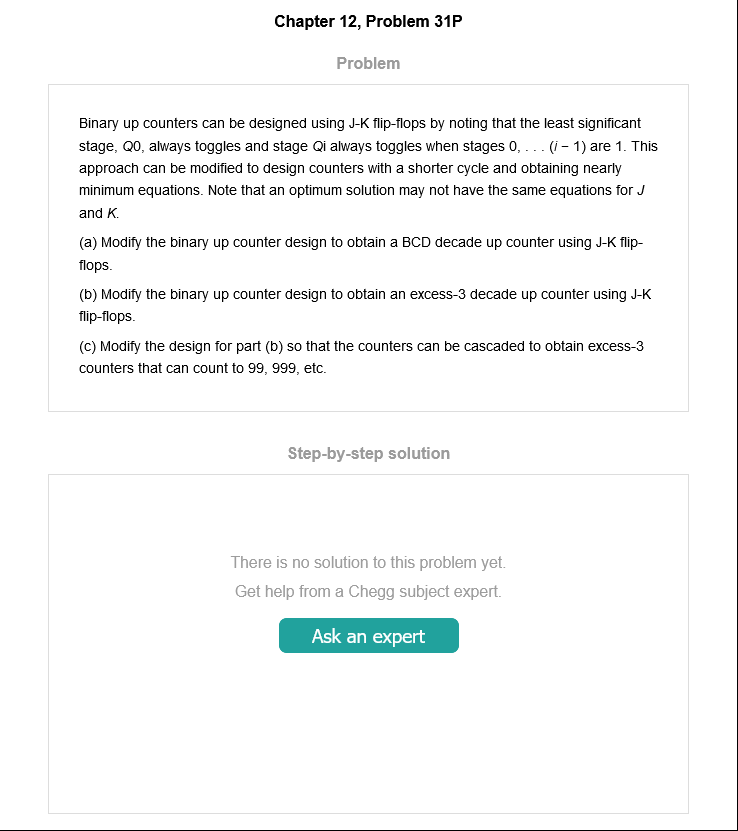 Chapter 12, Problem 31P
Problem
Binary up counters can be designed using J-K flip-flops by noting that the least significant
stage, Q0, always toggles and stage Qi always toggles when stages 0, . . . (i − 1) are 1. This
approach can be modified to design counters with a shorter cycle and obtaining nearly
minimum equations. Note that an optimum solution may not have the same equations for J
and K.
(a) Modify the binary up counter design to obtain a BCD decade up counter using J-K flip-
flops.
(b) Modify the binary up counter design to obtain an excess-3 decade up counter using J-K
flip-flops.
(c) Modify the design for part (b) so that the counters can be cascaded to obtain excess-3
counters that can count to 99, 999, etc.
Step-by-step solution
There is no solution to this problem yet.
Get help from a Chegg subject expert.
Ask an expert